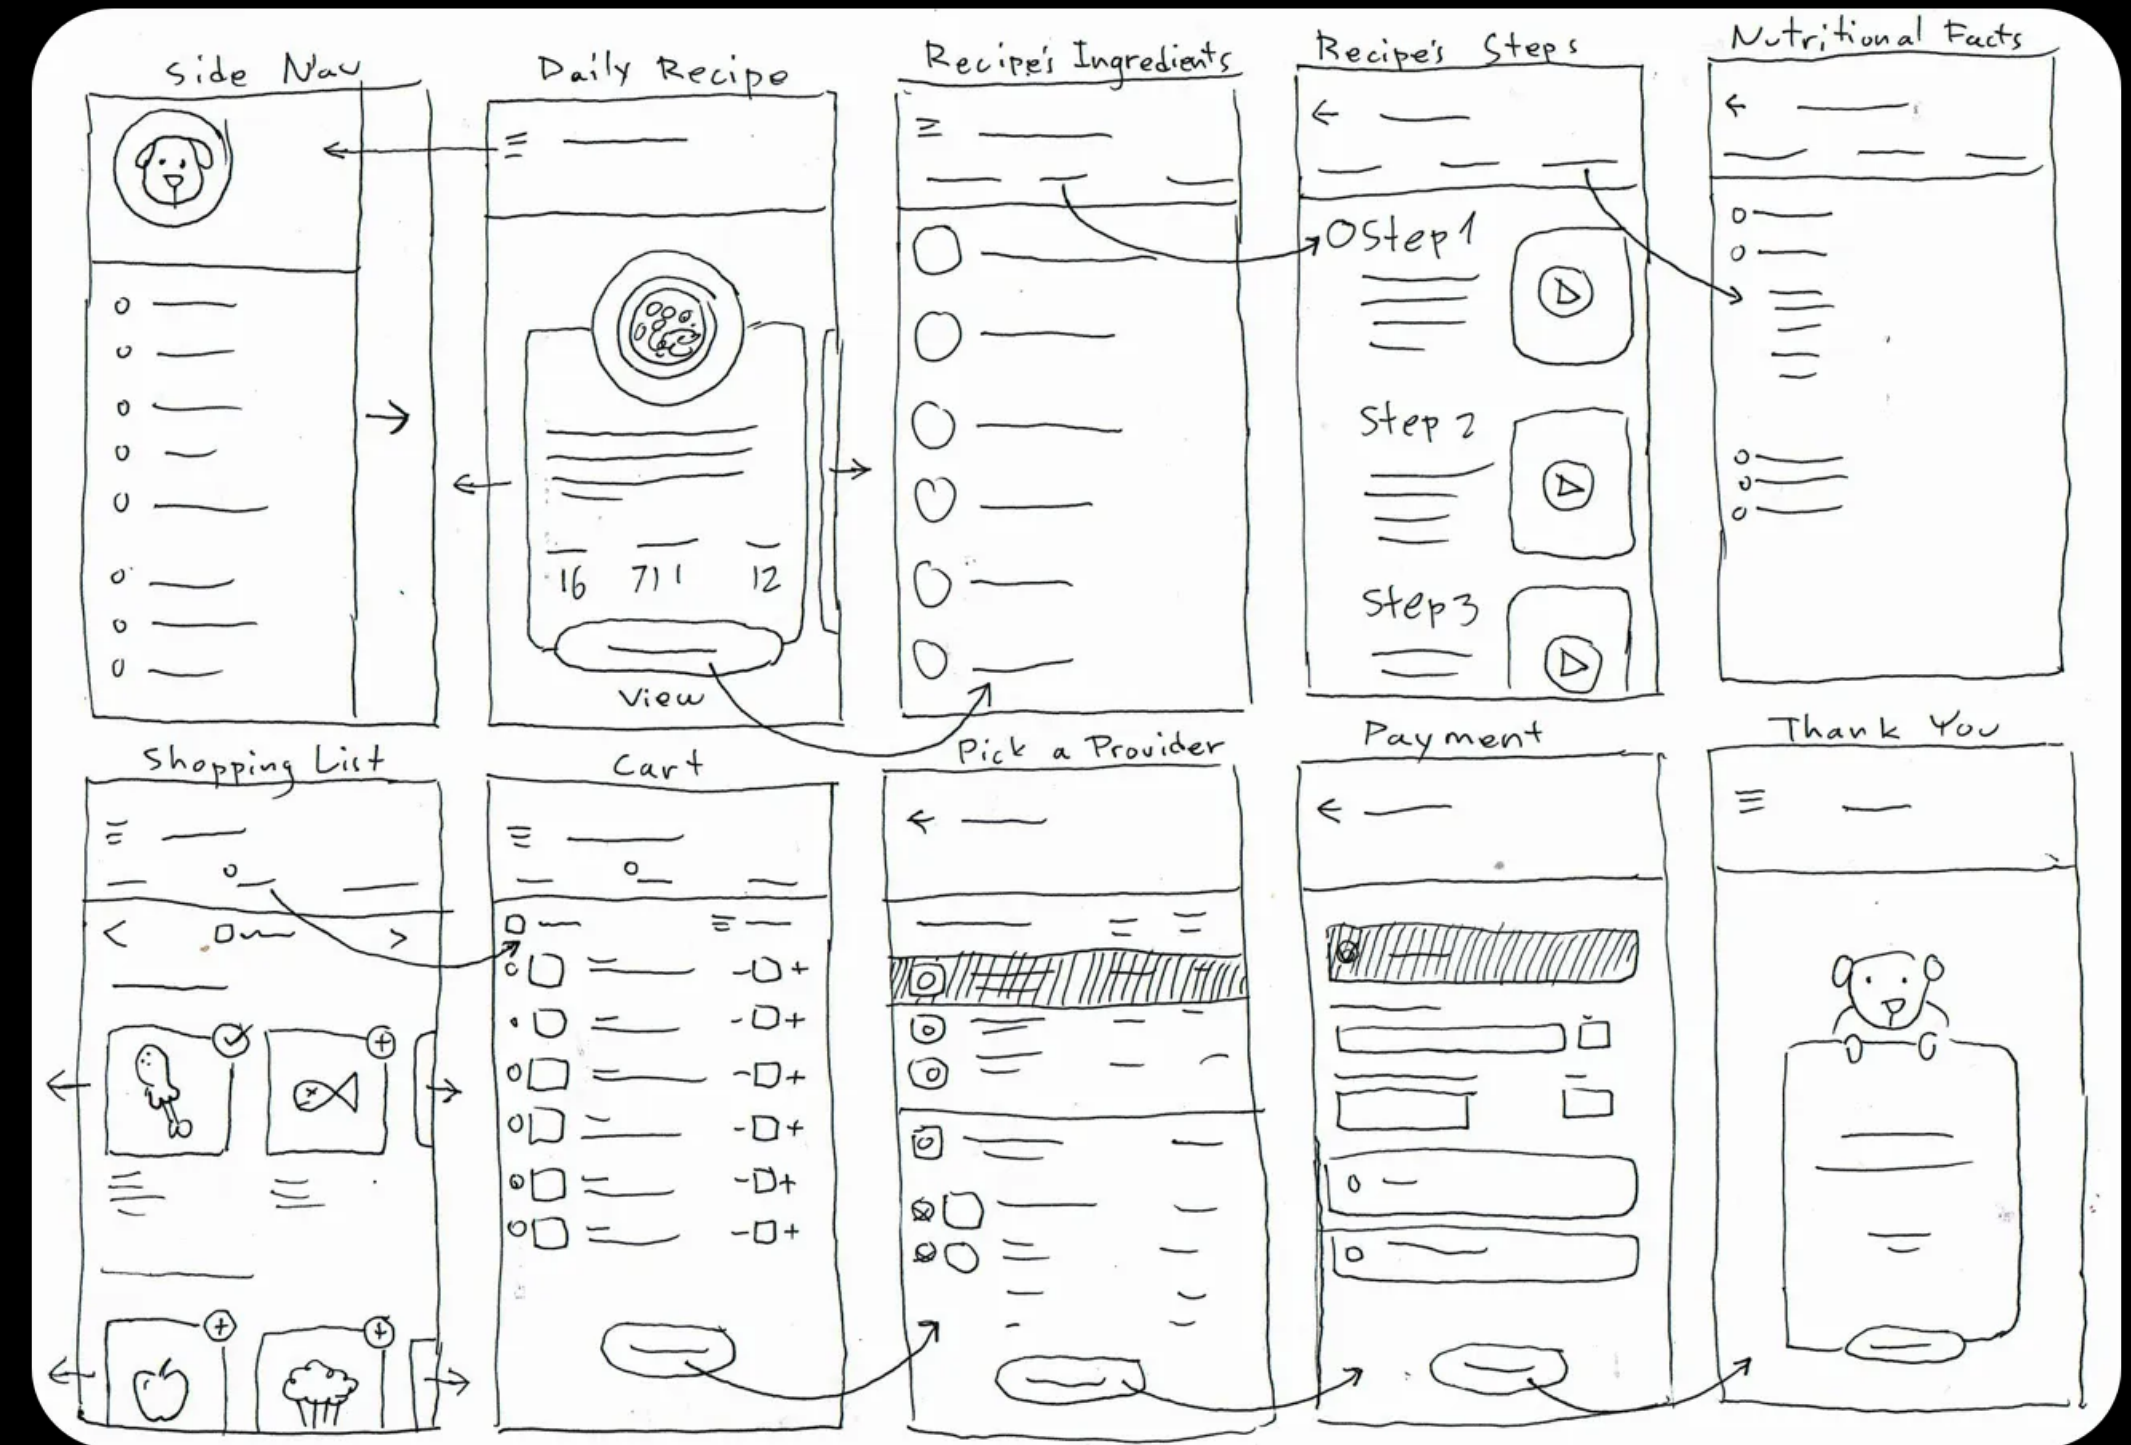 Side Nav
Daily Recipe
Recipe's Ingredients
Recipe's Steps
Nutritional Facts
Step 1
Step 2
Step 3
16 711 12
View
Shopping List
Cart
Pick a Provider
Payment
Thank You